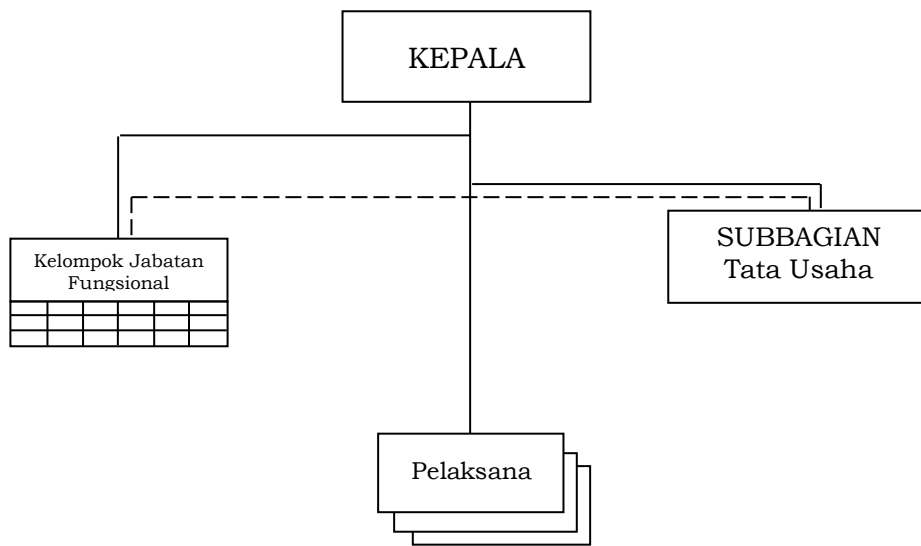 KEPALA
Kelompok Jabatan
Fungsional
SUBBAGIAN
Tata Usaha
Pelaksana